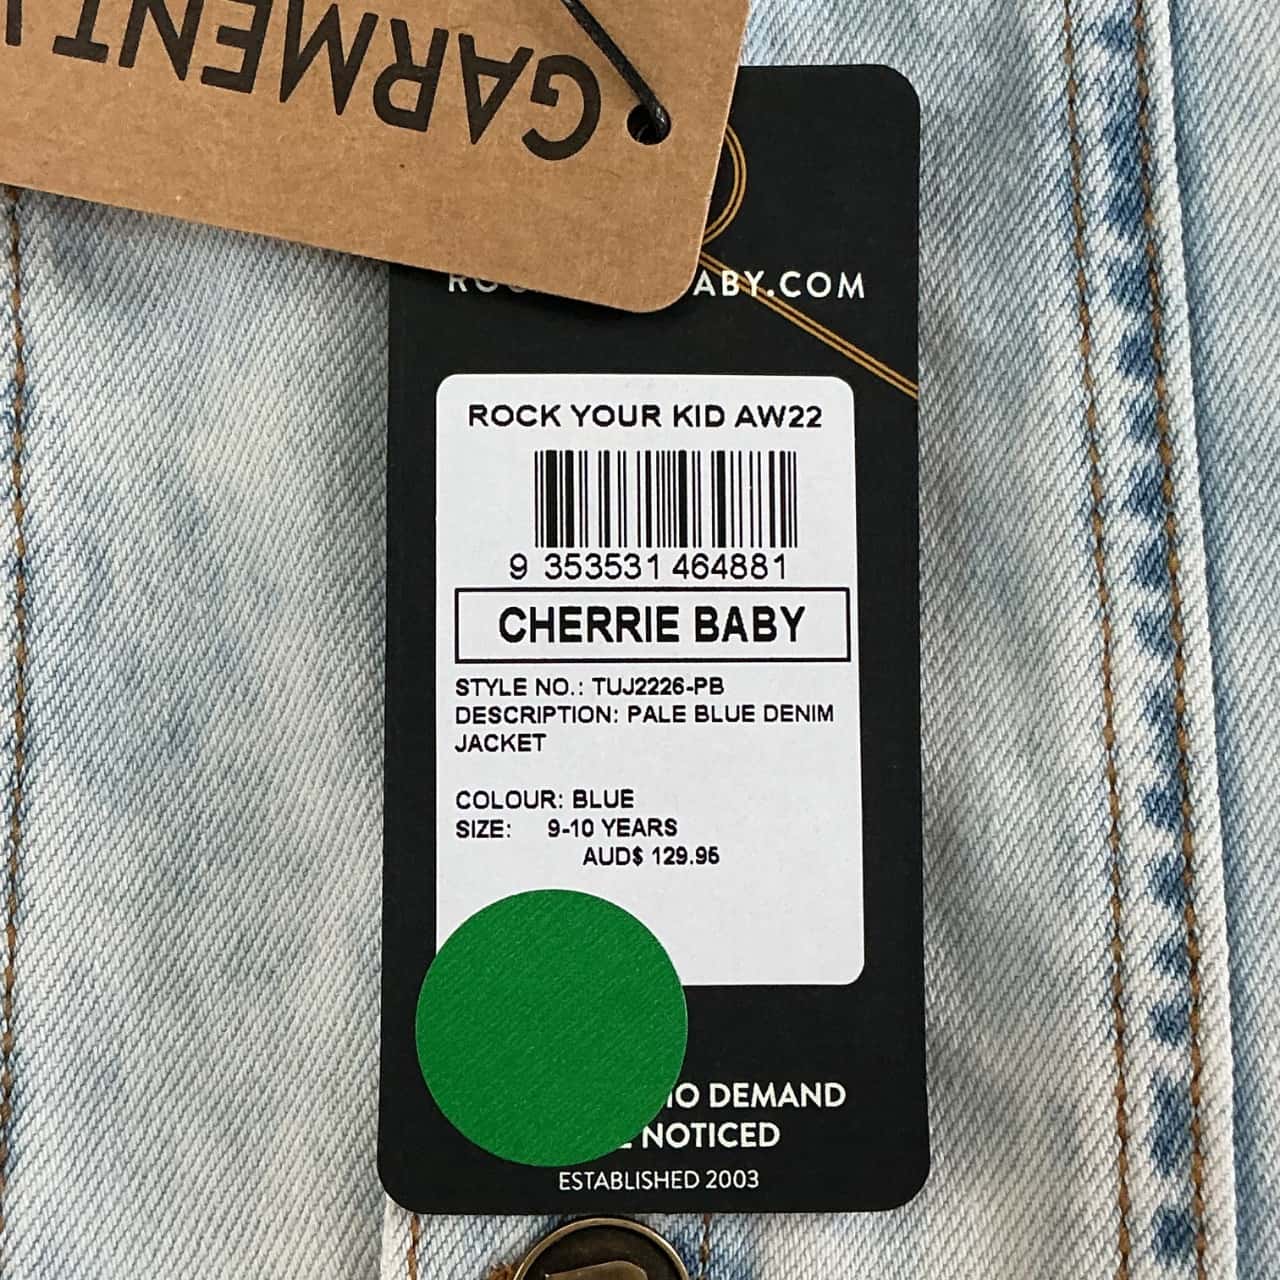 GARMENT
ABY.COM
ROCK YOUR KID AW22
9 353531 464881
CHERRIE BABY
STYLE NO.: TUJ2226-PB
DESCRIPTION: PALE BLUE DENIM
JACKET
COLOUR: BLUE
SIZE: 9-10 YEARS
AUD$ 129.95
DEMAND
NOTICED
ESTABLISHED 2003